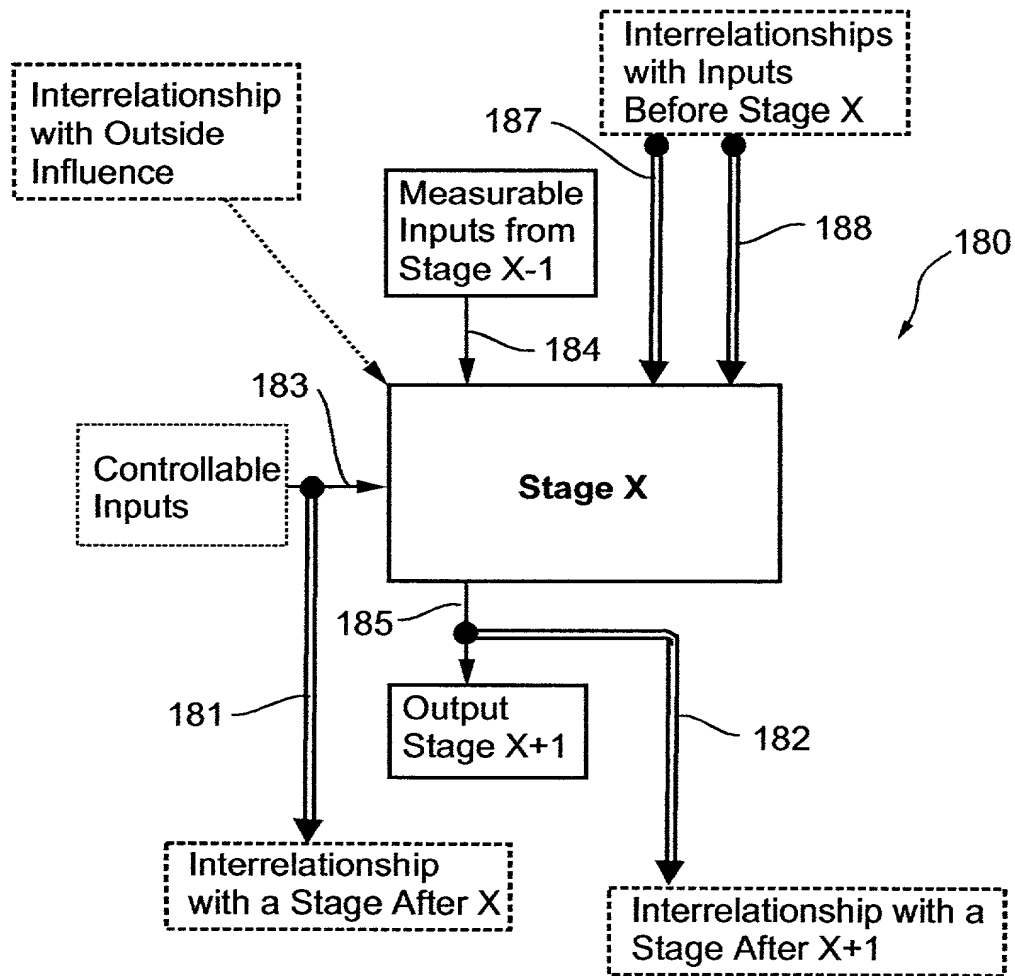 Interrelationships
with Inputs
Before Stage X
Interrelationship
with Outside
Influence
187
Measurable
Inputs from
Stage X-1
188
180
184
183
Controllable
Inputs
Stage X
185
181
Output
Stage X+1
182
Interrelationship
with a Stage After X
Interrelationship with a
Stage After X+1